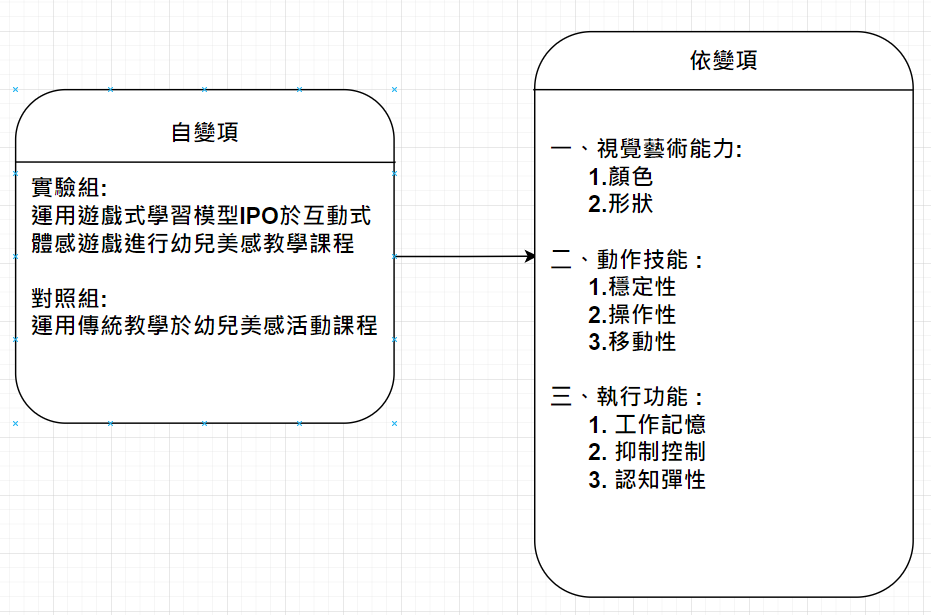 自變項
實驗組:
運用遊戲式學習模型IPO於互動式
體感遊戲進行幼兒美感教學課程
對照組:
運用傳統教學於幼兒美感活動課程
依變項
一、視覺藝術能力:
1.顏色
2.形狀
二、動作技能：
1.穩定性
2.操作性
3.移動性
三、執行功能：
1. 工作記憶
2. 抑制控制
3. 認知彈性